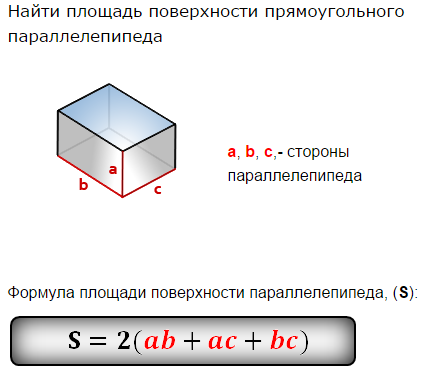 Найти площадь поверхности прямоугольного
параллелепипеда
a
b
c
a, b, c,- стороны
параллелепипеда
Формула площади поверхности параллелепипеда, (S):
S = 2(ab + ac + bc)